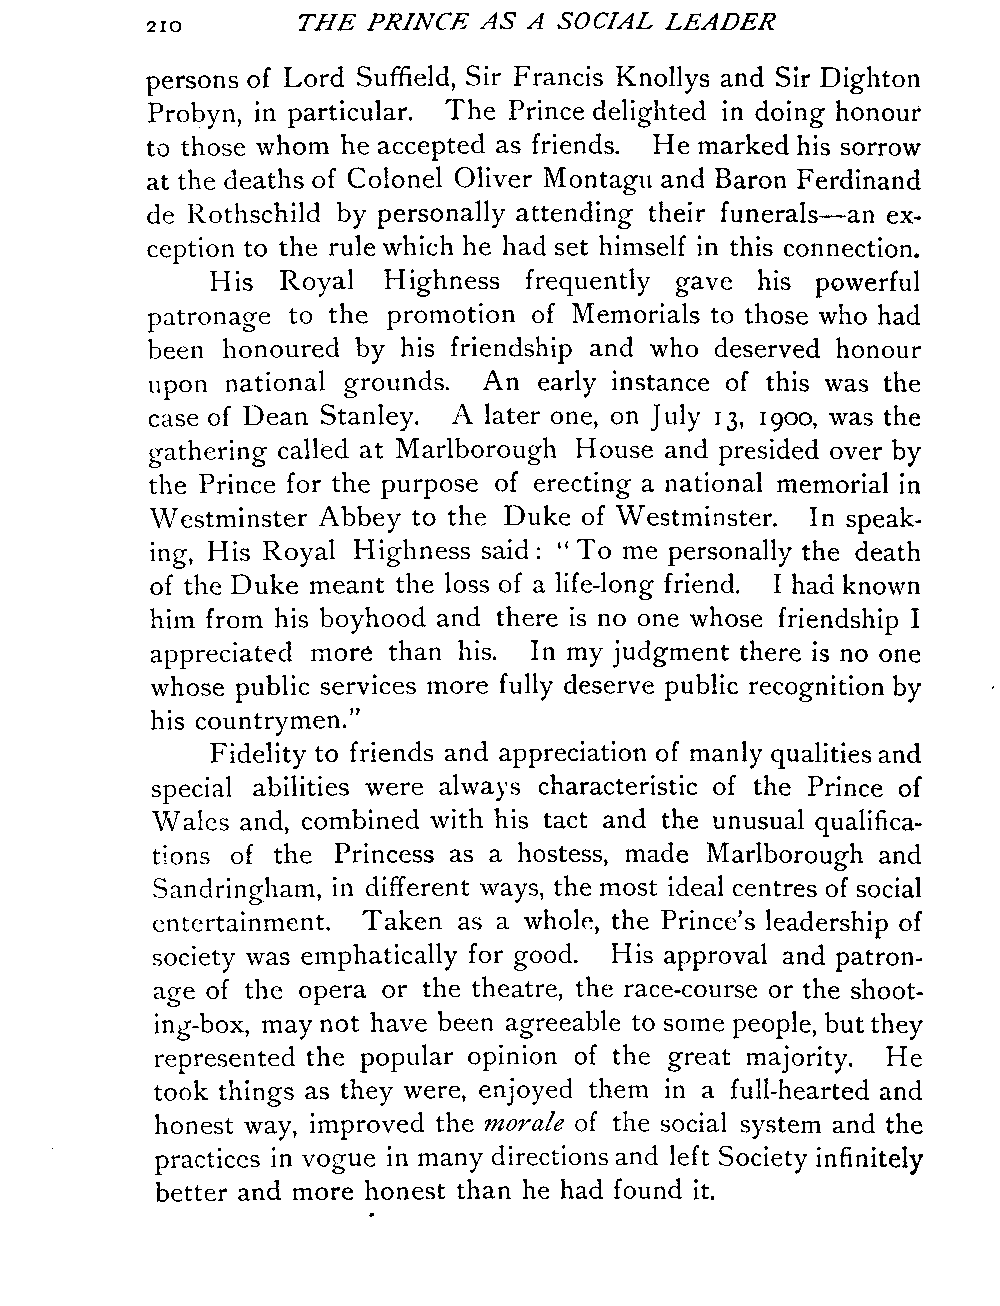 210 THE PRINCE AS A SOCIAL LEADER
persons of Lord Suffield, Sir Francis Knollys and Sir Dighton
Probyn, in particular. The Prince delighted in doing honour
to those whom he accepted as friends. He marked his sorrow
at the deaths of Colonel Oliver Montagu and Baron Ferdinand
de Rothschild by personally attending their funerals—an ex-
ception to the rule which he had set himself in this connection.
His Royal Highness frequently gave his powerful
patronage to the promotion of Memorials to those who had
been honoured by his friendship and who deserved honour
upon national grounds. An early instance of this was the
case of Dean Stanley. A later one, on July 13, 1900, was the
gathering called at Marlborough House and presided over by
the Prince for the purpose of erecting a national memorial in
Westminster Abbey to the Duke of Westminster. In speak-
ing, His Royal Highness said: "To me personally the death
of the Duke meant the loss of a life-long friend. I had known
him from his boyhood and there is no one whose friendship I
appreciated more than his. In my judgment there is no one
whose public services more fully deserve public recognition by
his countrymen."
Fidelity to friends and appreciation of manly qualities and
special abilities were always characteristic of the Prince of
Wales and, combined with his tact and the unusual qualifica-
tions of the Princess as a hostess, made Marlborough and
Sandringham, in different ways, the most ideal centres of social
entertainment. Taken as a whole, the Prince's leadership of
society was emphatically for good. His approval and patron-
age of the opera or the theatre, the race-course or the shoot-
ing-box, may not have been agreeable to some people, but they
represented the popular opinion of the great majority. He
took things as they were, enjoyed them in a full-hearted and
honest way, improved the morale of the social system and the
practices in vogue in many directions and left Society infinitely
better and more honest than he had found it.